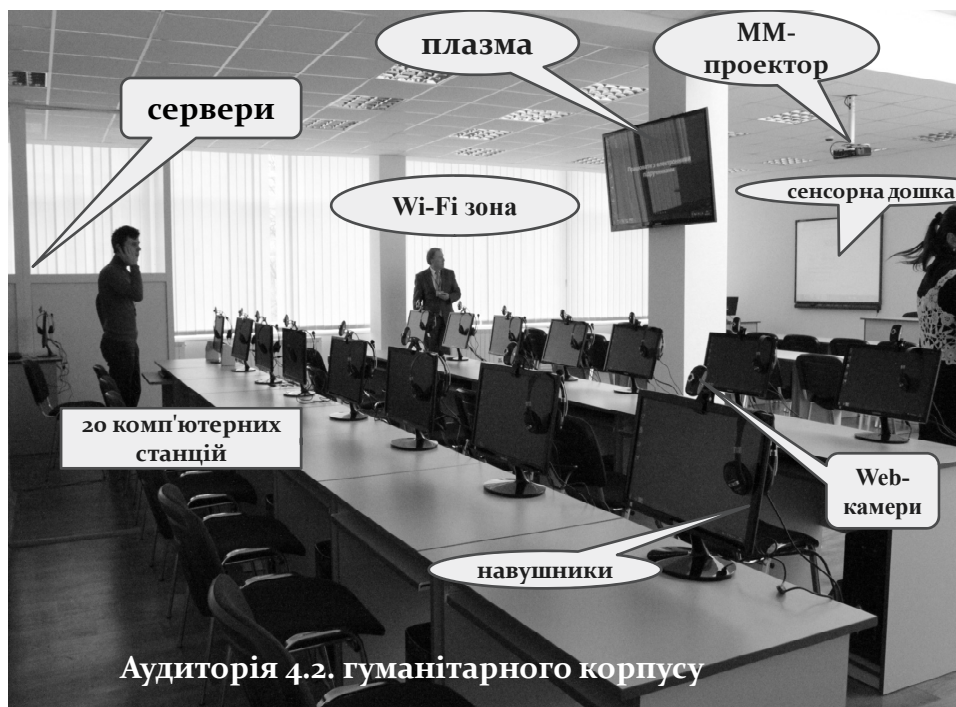 плазма
ММ-
проектор
сервери
сенсорна дошка
Wi-Fi зона
20 комп'ютерних
станцій
Web-
камери
навушники
Аудиторія 4.2. гуманітарного корпусу